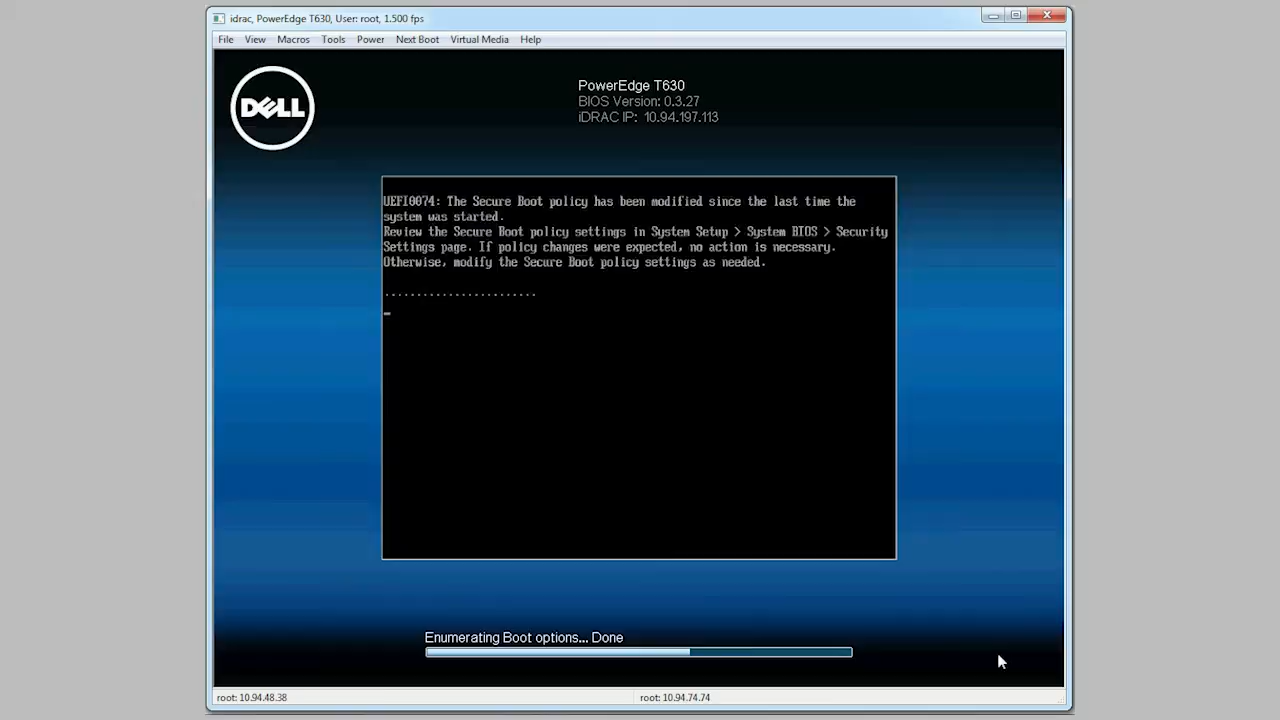 idrac, PowerEdge T630, User: root, 1.500 fps
File View Macros Tools Power Next Boot Virtual Media Help
DELL
PowerEdge T630
BIOS Version: 0.3.27
iDRAC IP: 10.94.197.113
UEFI0074: The Secure Boot policy has been modified since the last time the
system was started.
Review the Secure Boot policy settings in System Setup > System BIOS > Security
Settings page. If policy changes were expected, no action is necessary.
Otherwise, modify the Secure Boot policy settings as needed.
........................
Enumerating Boot options... Done
root: 10.94.48.38 root: 10.94.74.74